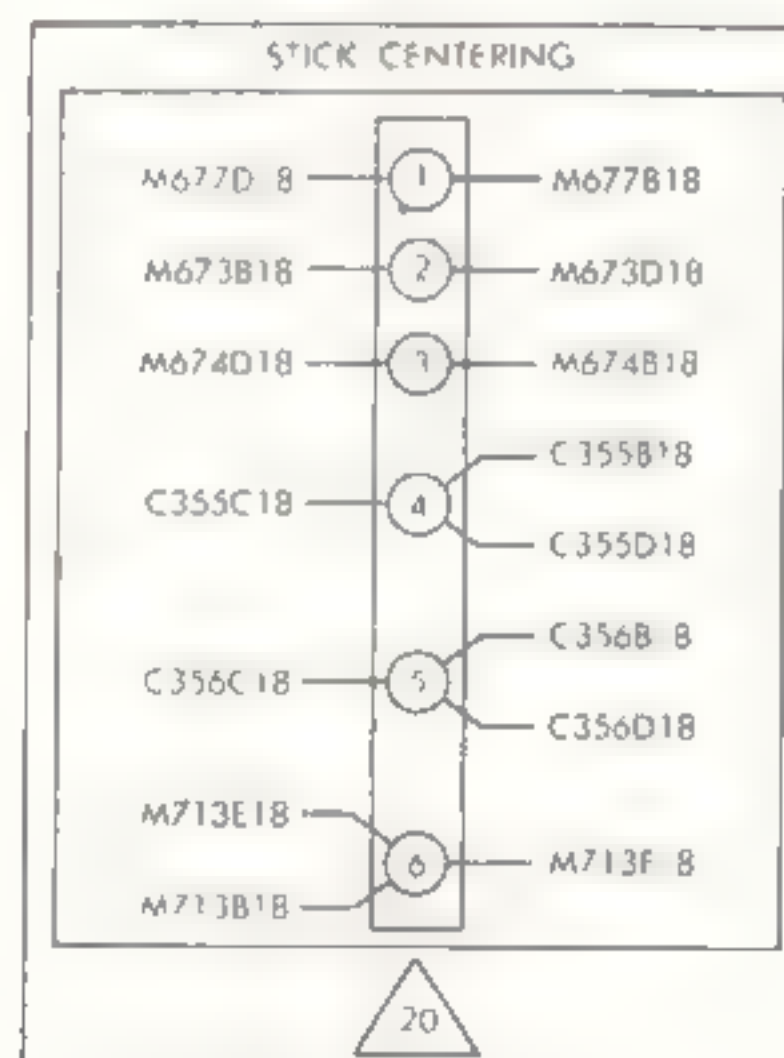 STICK CENTERING
M677D 8 1 M677B18
M673B18 2 M673D18
M674D18 3 M674B18
C355B18
C355C18 4
C355D18
C356B 8
C356C18 5
C356D18
M713E18
6 M713F 8
M713B18
20